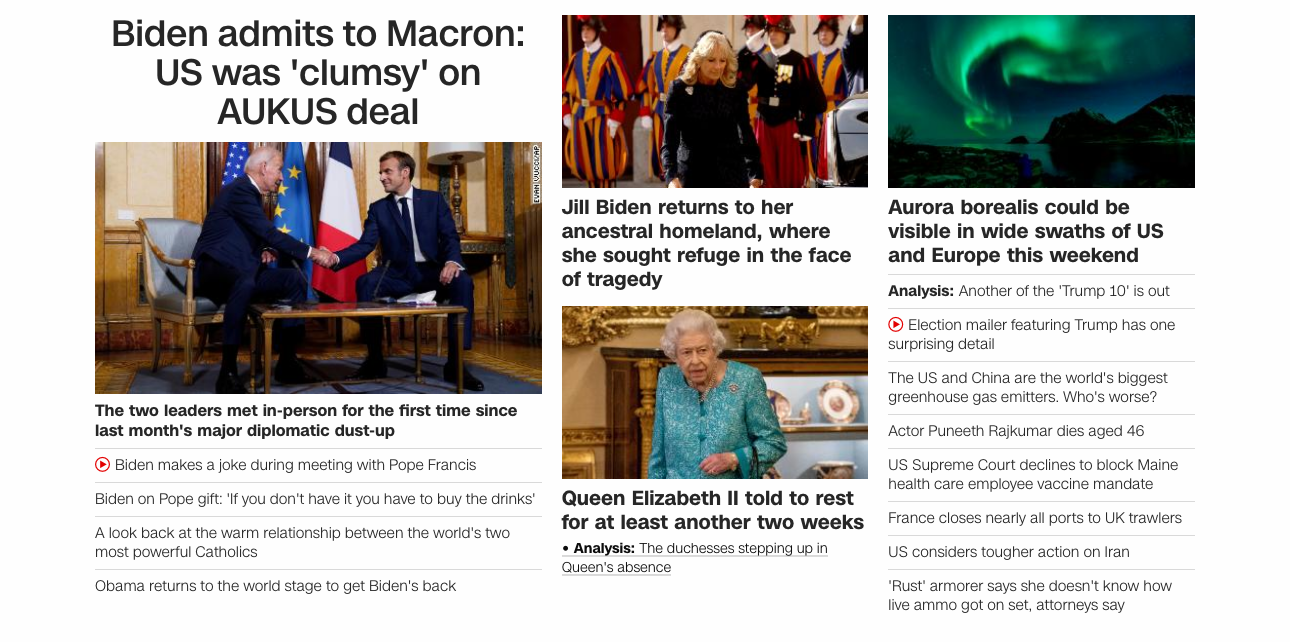 Biden admits to Macron:
US was 'clumsy' on
AUKUS deal
EVAN VUCCI/AP
The two leaders met in-person for the first time since
last month's major diplomatic dust-up
Biden makes a joke during meeting with Pope Francis
Biden on Pope gift: 'If you don't have it you have to buy the drinks'
A look back at the warm relationship between the world's two
most powerful Catholics
Obama returns to the world stage to get Biden's back
Jill Biden returns to her
ancestral homeland, where
she sought refuge in the face
of tragedy
Queen Elizabeth II told to rest
for at least another two weeks
• Analysis: The duchesses stepping up in
Queen's absence
Aurora borealis could be
visible in wide swaths of US
and Europe this weekend
Analysis: Another of the 'Trump 10' is out
Election mailer featuring Trump has one
surprising detail
The US and China are the world's biggest
greenhouse gas emitters. Who's worse?
Actor Puneeth Rajkumar dies aged 46
US Supreme Court declines to block Maine
health care employee vaccine mandate
France closes nearly all ports to UK trawlers
US considers tougher action on Iran
'Rust' armorer says she doesn't know how
live ammo got on set, attorneys say